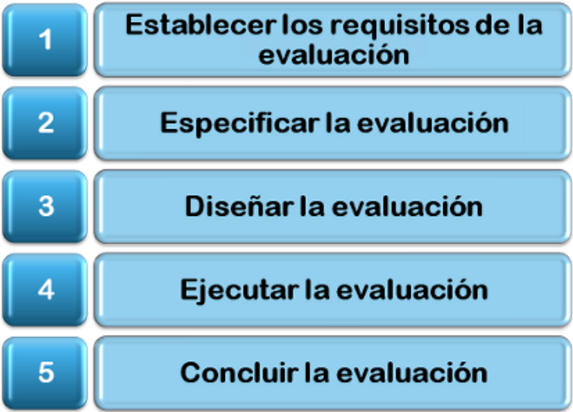 1
Establecer los requisitos de la
evaluación
2
Especificar la evaluación
3
Diseñar la evaluación
4
Ejecutar la evaluación
5
Concluir la evaluación